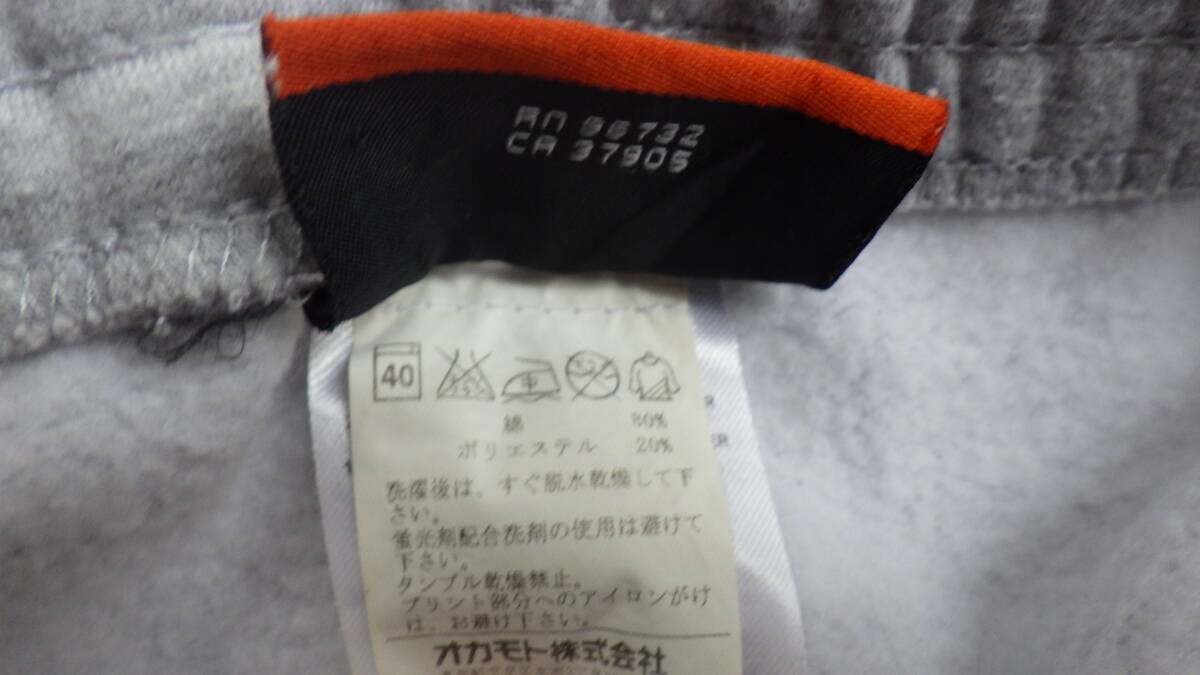 RN 56732
CA 37905
40
中
綿 80%
ポリエステル 20%
洗濯後は、すぐ脱水乾燥して下
さい。
蛍光剤配合洗剤の使用は避けて
下さい。
タンブル乾燥禁止。
プリント部分へのアイロンがけ
は、お避け下さい。
オカモト株式会社